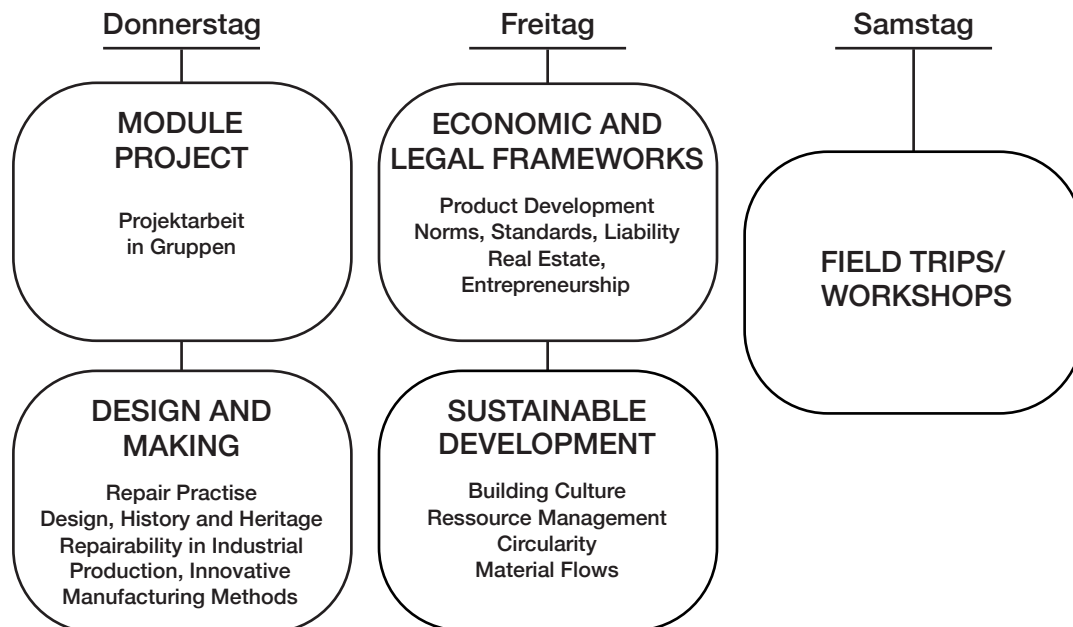 Donnerstag
MODULE
PROJECT
Projektarbeit
in Gruppen
DESIGN AND
MAKING
Repair Practise
Design, History and Heritage
Repairability in Industrial
Production, Innovative
Manufacturing Methods
Freitag
ECONOMIC AND
LEGAL FRAMEWORKS
Product Development
Norms, Standards, Liability
Real Estate,
Entrepreneurship
SUSTAINABLE
DEVELOPMENT
Building Culture
Ressource Management
Circularity
Material Flows
Samstag
FIELD TRIPS/
WORKSHOPS